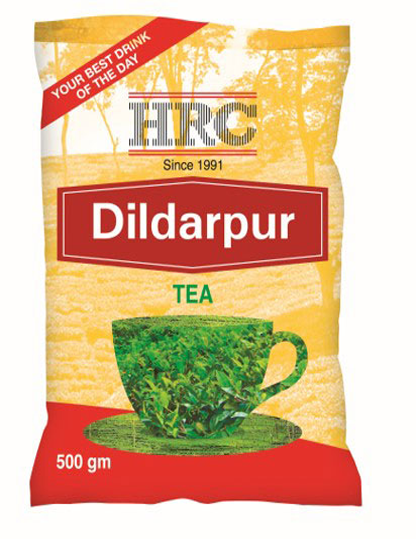 YOUR BEST DRINK
OF THE DAY
HRC
Since 1991
Dildarpur
TEA
500 gm